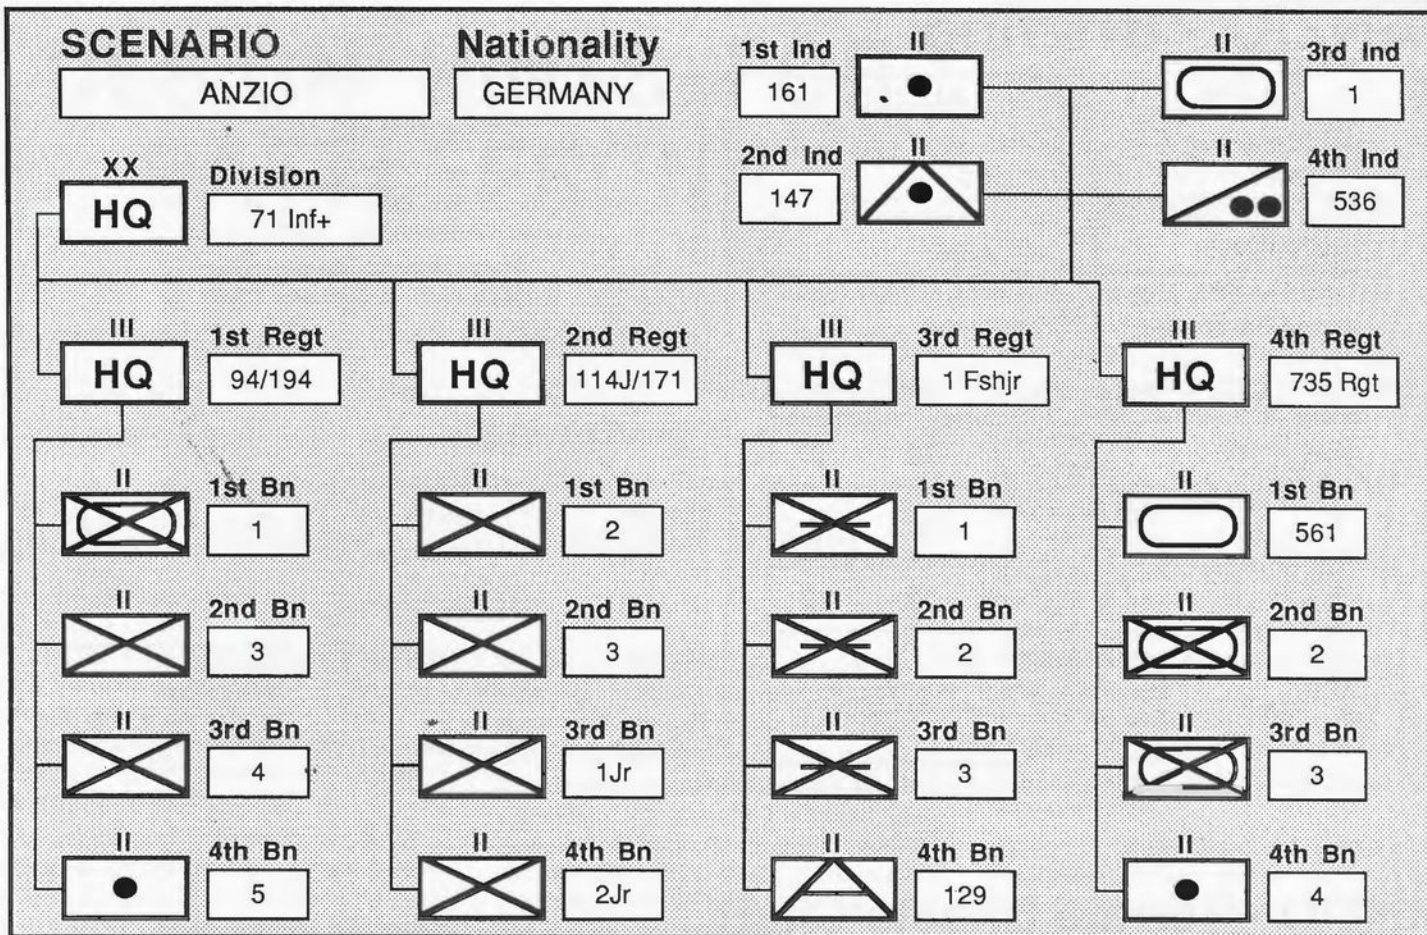 SCENARIO Nationality
ANZIO GERMANY
1st Ind II II 3rd Ind
161 1
2nd Ind II II 4th Ind
147 536
XX Division
HQ 71 Inf+
III 1st Regt III 2nd Regt III 3rd Regt III 4th Regt
HQ 94/194 HQ 114J/171 HQ 1 Fshjr HQ 735 Rgt
II 1st Bn II 1st Bn II 1st Bn II 1st Bn
1 2 1 561
II 2nd Bn II 2nd Bn II 2nd Bn II 2nd Bn
3 3 2 2
II 3rd Bn II 3rd Bn II 3rd Bn II 3rd Bn
4 1Jr 3 3
II 4th Bn II 4th Bn II 4th Bn II 4th Bn
5 2Jr 129 4